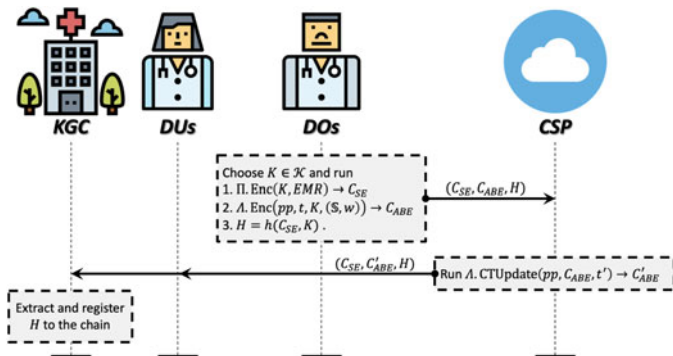 KGC DUs DOs CSP
Choose K ∈ 𝒦 and run
1. Π.Enc(K, EMR) → C_SE
2. Λ.Enc(pp, t, K, (𝕊, w)) → C_ABE
3. H = h(C_SE, K) .
(C_SE, C_ABE, H)
(C_SE, C′_ABE, H)
Run Λ.CTUpdate(pp, C_ABE, t′) → C′_ABE
Extract and register
H to the chain